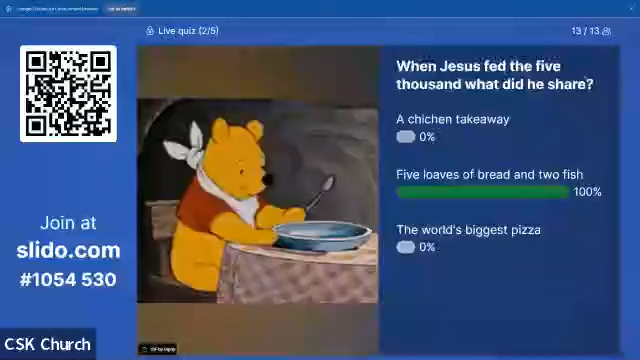 Live quiz (2/5)
13 / 13
When Jesus fed the five
thousand what did he share?
A chichen takeaway
0%
Five loaves of bread and two fish
100%
The world's biggest pizza
0%
Join at
slido.com
#1054 530
CSK Church